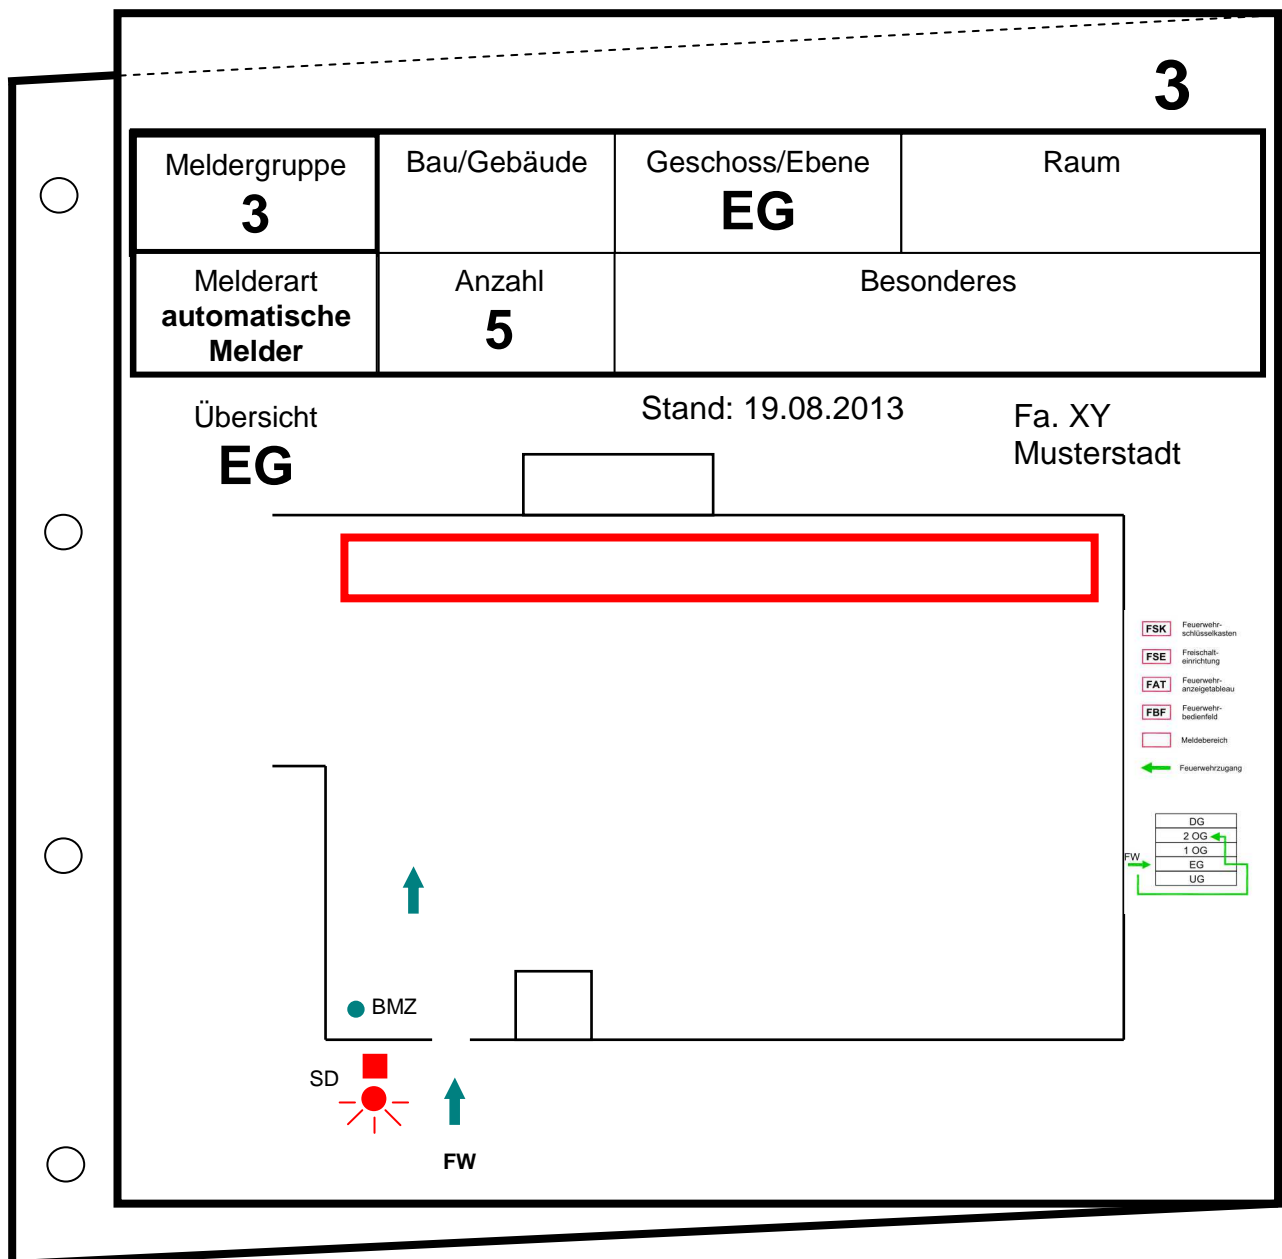 3
Meldergruppe
3
Bau/Gebäude
Geschoss/Ebene
EG
Raum
Melderart
automatische
Melder
Anzahl
5
Besonderes
Übersicht
EG
Stand: 19.08.2013
Fa. XY
Musterstadt
FSK
Feuerwehr-
schlüsselkasten
FSE
Freischalt-
einrichtung
FAT
Feuerwehr-
anzeigetableau
FBF
Feuerwehr-
bedienfeld
Meldebereich
Feuerwehrzugang
DG
2 OG
1 OG
FW
EG
UG
BMZ
SD
FW